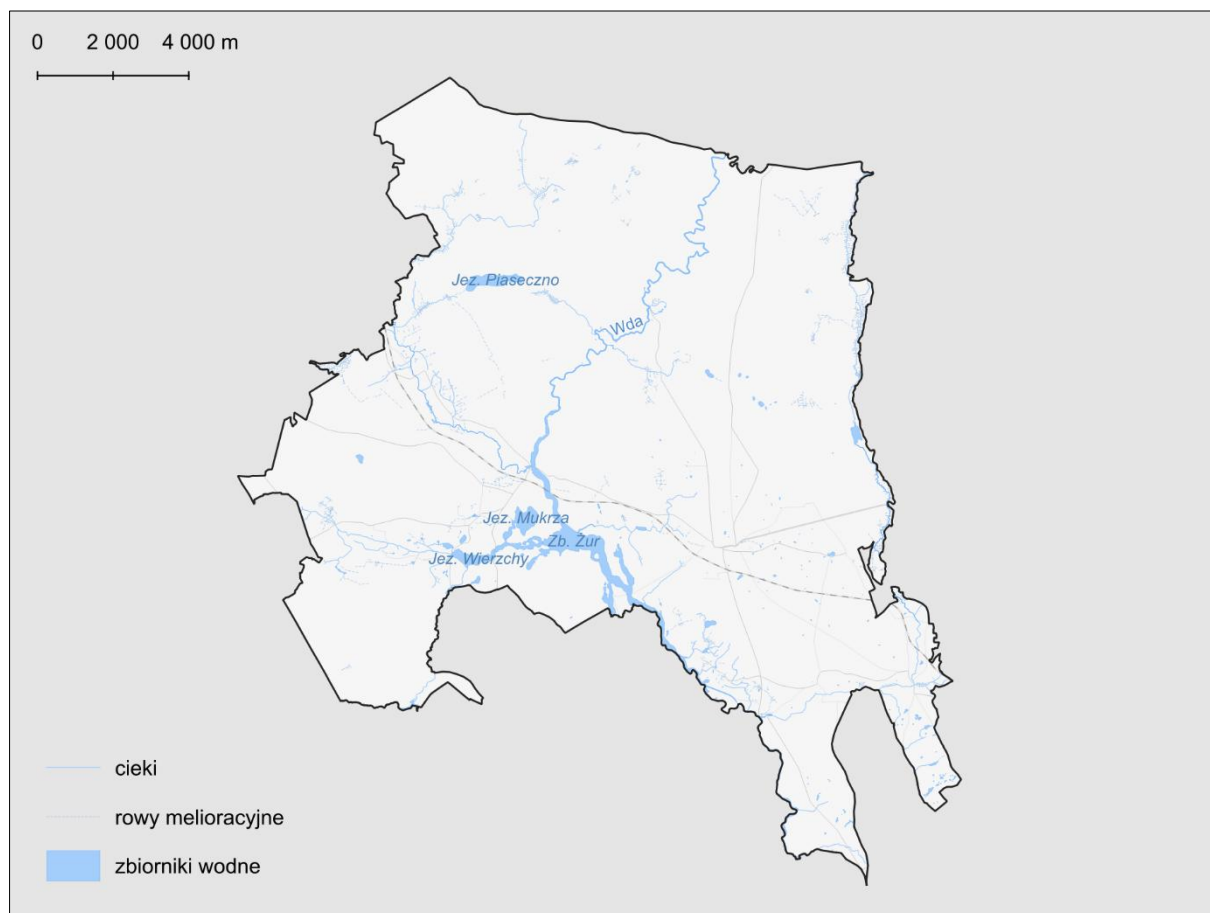 0 2 000 4 000 m
Jez. Piaseczno
Wda
Jez. Mukrza
Zb. Żur
Jez. Wierzchy
cieki
rowy melioracyjne
zbiorniki wodne